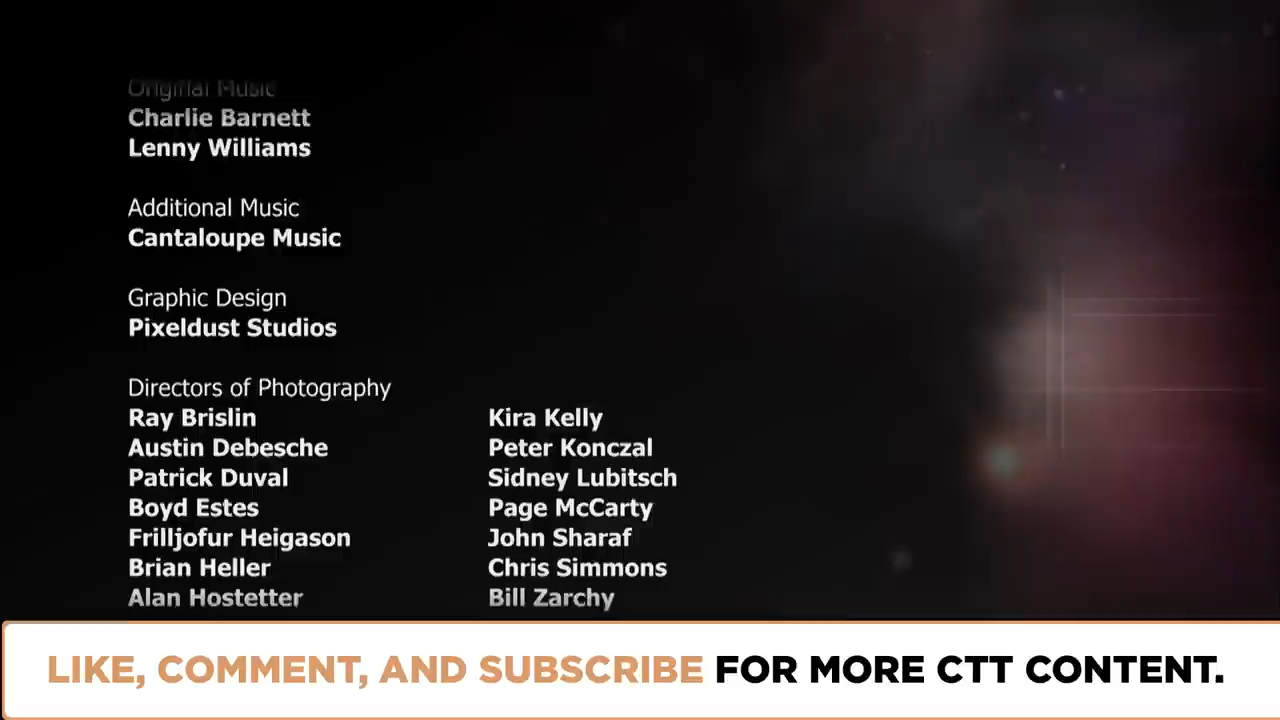 Original Music
Charlie Barnett
Lenny Williams
Additional Music
Cantaloupe Music
Graphic Design
Pixeldust Studios
Directors of Photography
Ray Brislin
Austin Debesche
Patrick Duval
Boyd Estes
Frilljofur Heigason
Brian Heller
Alan Hostetter
Kira Kelly
Peter Konczal
Sidney Lubitsch
Page McCarty
John Sharaf
Chris Simmons
Bill Zarchy
LIKE, COMMENT, AND SUBSCRIBE FOR MORE CTT CONTENT.